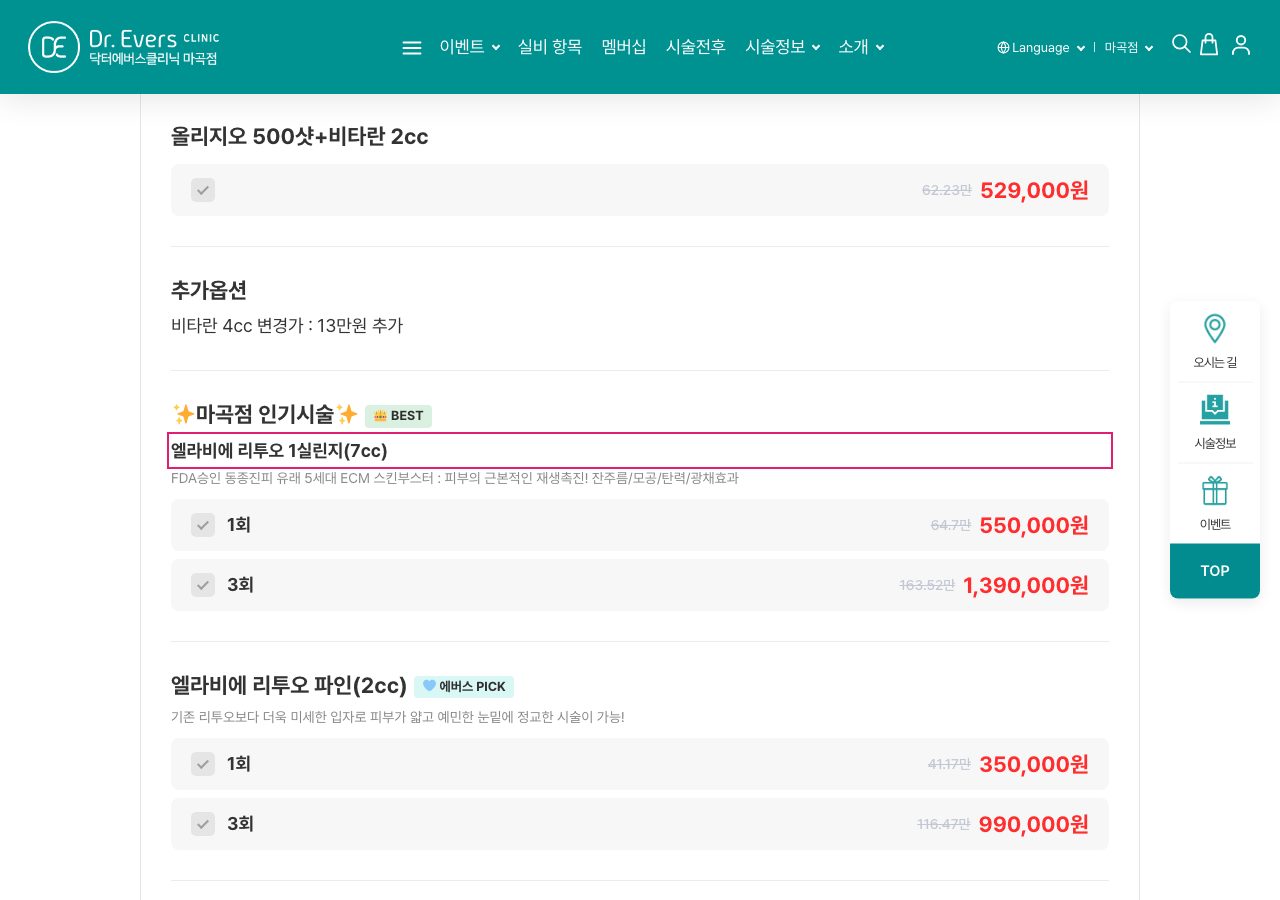 Dr. Evers CLINIC
닥터에버스클리닉 마곡점
이벤트 실비 항목 멤버십 시술전후 시술정보 소개
Language | 마곡점
올리지오 500샷+비타란 2cc
62.23만 529,000원
추가옵션
비타란 4cc 변경가 : 13만원 추가
✨마곡점 인기시술✨ BEST
엘라비에 리투오 1실린지(7cc)
FDA승인 동종진피 유래 5세대 ECM 스킨부스터 : 피부의 근본적인 재생촉진! 잔주름/모공/탄력/광채효과
1회 64.7만 550,000원
3회 163.52만 1,390,000원
엘라비에 리투오 파인(2cc) 에버스 PICK
기존 리투오보다 더욱 미세한 입자로 피부가 얇고 예민한 눈밑에 정교한 시술이 가능!
1회 41.17만 350,000원
3회 116.47만 990,000원
오시는 길
시술정보
이벤트
TOP